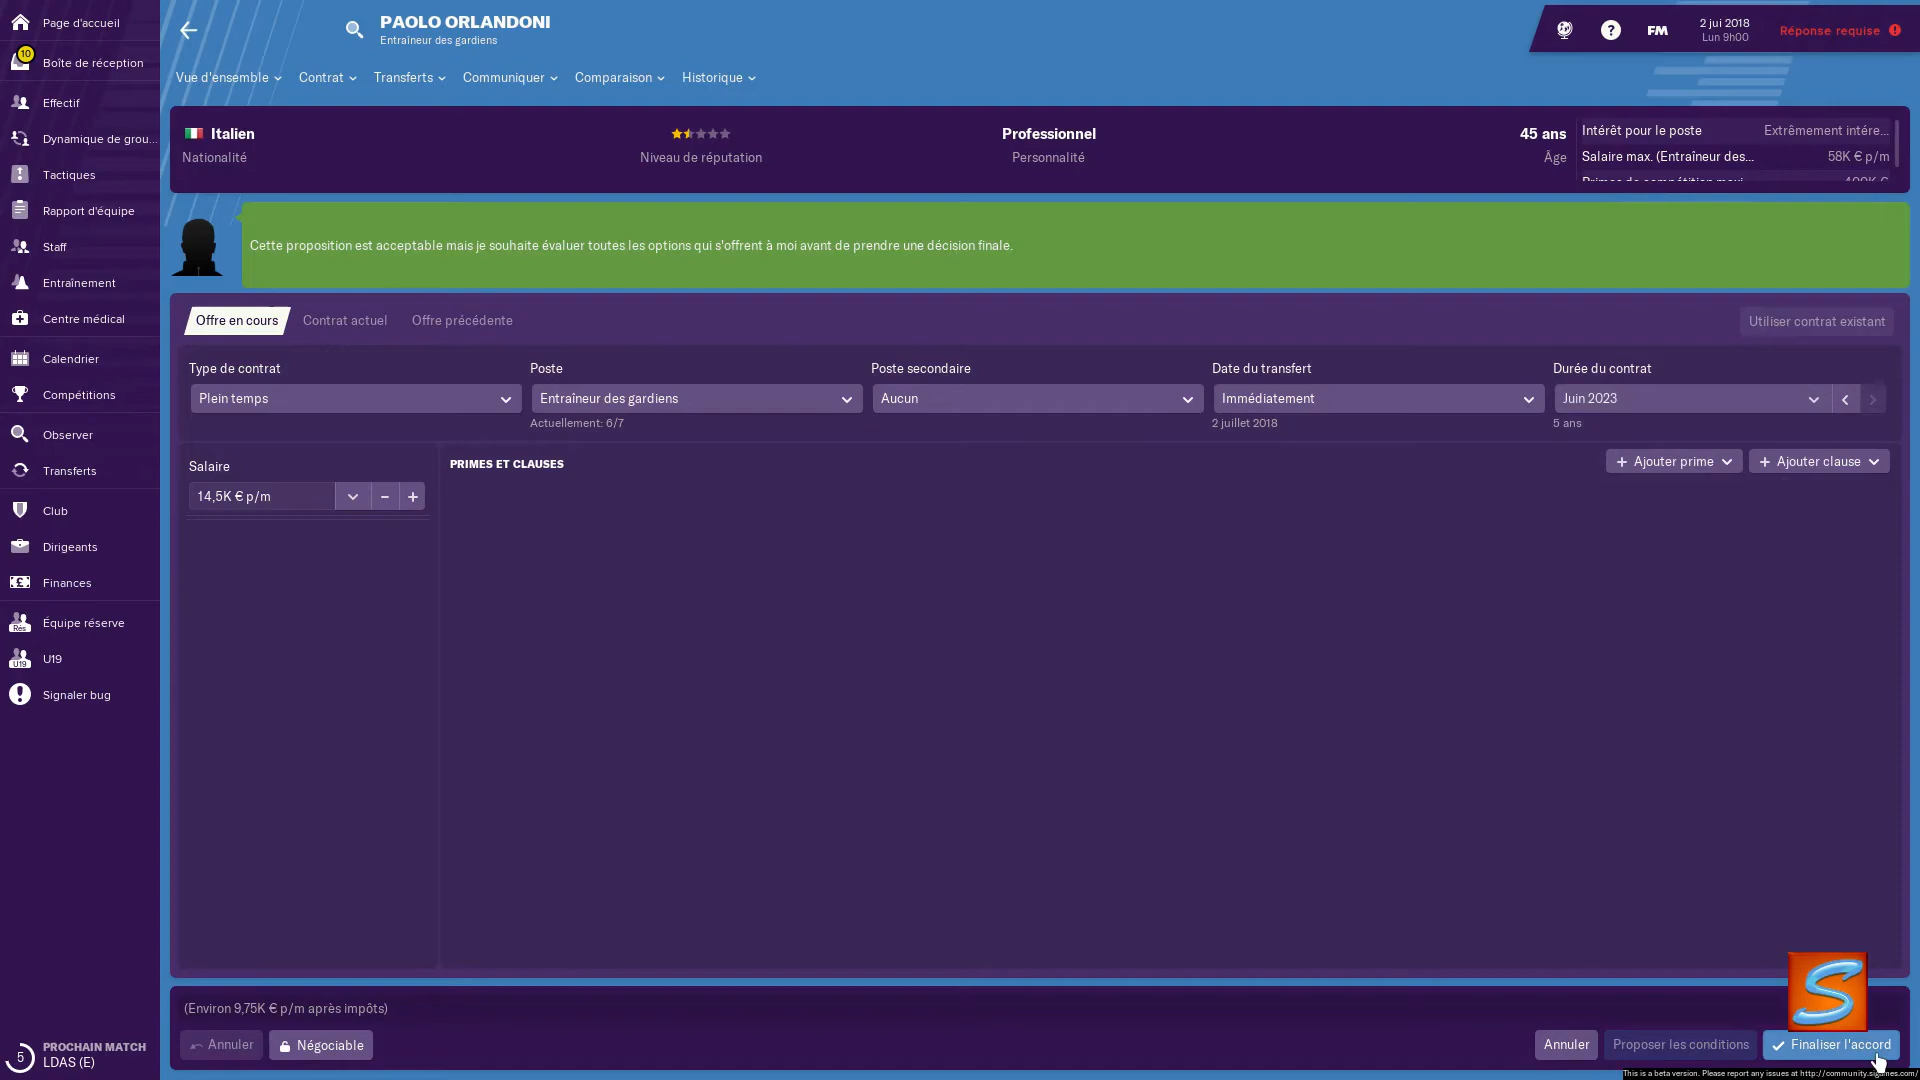 Page d'accueil
10
Boîte de réception
Effectif
Dynamique de grou...
Tactiques
Rapport d'équipe
Staff
Entraînement
Centre médical
Calendrier
Compétitions
Observer
Transferts
Club
Dirigeants
Finances
Rés
Équipe réserve
U19
U19
Signaler bug
5
PROCHAIN MATCH
LDAS (E)
PAOLO ORLANDONI
Entraîneur des gardiens
FM
2 jui 2018
Lun 9h00
Réponse requise
Vue d'ensemble
Contrat
Transferts
Communiquer
Comparaison
Historique
Italien
Nationalité
Niveau de réputation
Professionnel
Personnalité
45 ans
Âge
Intérêt pour le poste Extrêmement intére...
Salaire max. (Entraîneur des... 58K € p/m
Cette proposition est acceptable mais je souhaite évaluer toutes les options qui s'offrent à moi avant de prendre une décision finale.
Offre en cours
Contrat actuel
Offre précédente
Utiliser contrat existant
Type de contrat
Plein temps
Poste
Entraîneur des gardiens
Actuellement: 6/7
Poste secondaire
Aucun
Date du transfert
Immédiatement
2 juillet 2018
Durée du contrat
Juin 2023
5 ans
Salaire
14,5K € p/m
PRIMES ET CLAUSES
Ajouter prime
Ajouter clause
(Environ 9,75K € p/m après impôts)
Annuler
Négociable
Annuler
Proposer les conditions
Finaliser l'accord
S